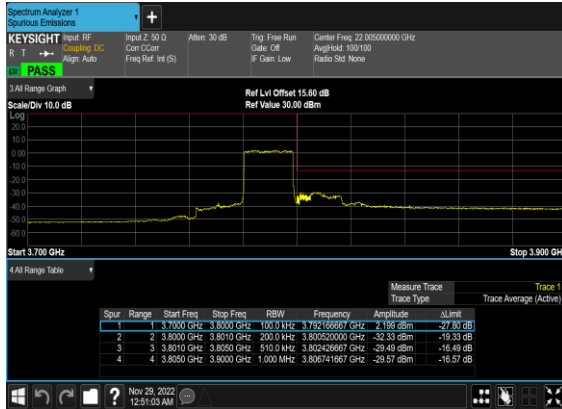 Spectrum Analyzer 1
Spurious Emissions
KEYSIGHT Input: RF Input Z: 50 Ω Atten: 30 dB Trig: Free Run Center Freq: 22.005000000 GHz
R T Coupling: DC Corr CCorr Gate: Off Avg|Hold: 100/100
Align: Auto Freq Ref: Int (S) IF Gain: Low Radio Std: None
PASS
3 All Range Graph
Ref Lvl Offset 15.60 dB
Scale/Div 10.0 dB Ref Value 30.00 dBm
Log
20.0
10.0
0.00
-10.0
-20.0
-30.0
-40.0
-50.0
-60.0
Start 3.700 GHz Stop 3.900 GH
4 All Range Table
Measure Trace Trace 1
Trace Type Trace Average (Active)
Spur Range Start Freq Stop Freq RBW Frequency Amplitude ΔLimit
1 1 3.7000 GHz 3.8000 GHz 100.0 kHz 3.792166667 GHz 2.199 dBm -27.80 dB
2 2 3.8000 GHz 3.8010 GHz 200.0 kHz 3.800520000 GHz -32.33 dBm -19.33 dB
3 3 3.8010 GHz 3.8050 GHz 510.0 kHz 3.802426667 GHz -29.49 dBm -16.49 dB
4 4 3.8050 GHz 3.9000 GHz 1.000 MHz 3.806741667 GHz -29.57 dBm -16.57 dB
? Nov 29, 2022
12:51:03 AM